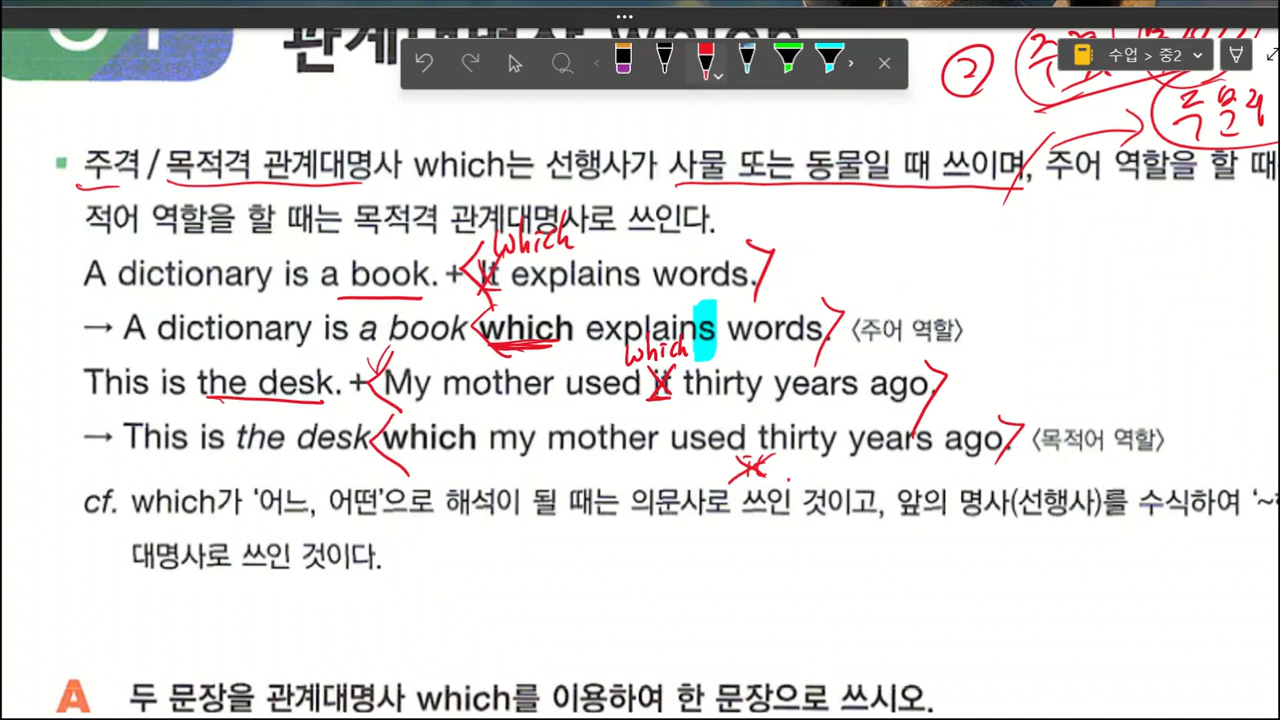 관계대명사 which
②
수업 > 중2
■ 주격 / 목적격 관계대명사 which는 선행사가 사물 또는 동물일 때 쓰이며, 주어 역할을 할 때
적어 역할을 할 때는 목적격 관계대명사로 쓰인다.
which
A dictionary is a book. + It explains words.
→ A dictionary is a book which explains words. 〈주어 역할〉
which
This is the desk. + My mother used it thirty years ago.
→ This is the desk which my mother used thirty years ago. 〈목적어 역할〉
it
cf. which가 ‘어느, 어떤’으로 해석이 될 때는 의문사로 쓰인 것이고, 앞의 명사(선행사)를 수식하여 ‘~
대명사로 쓰인 것이다.
A 두 문장을 관계대명사 which를 이용하여 한 문장으로 쓰시오.